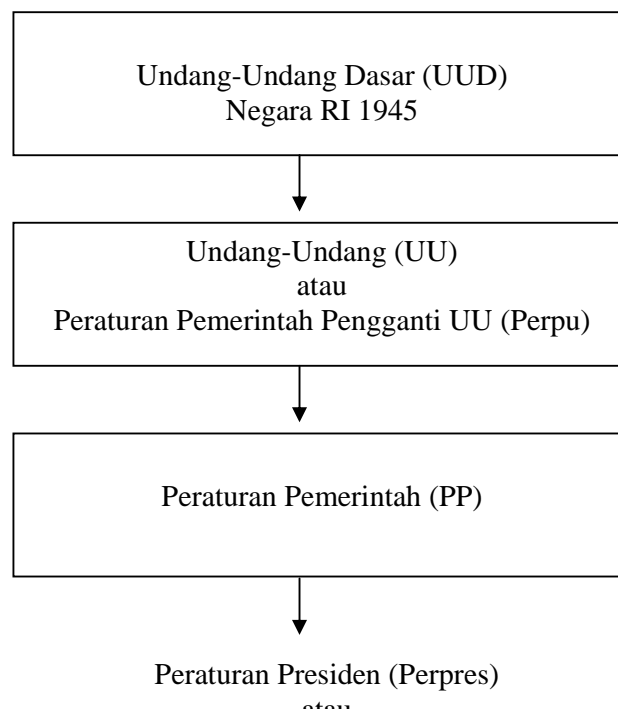 Undang-Undang Dasar (UUD)
Negara RI 1945
Undang-Undang (UU)
atau
Peraturan Pemerintah Pengganti UU (Perpu)
Peraturan Pemerintah (PP)
Peraturan Presiden (Perpres)
atau